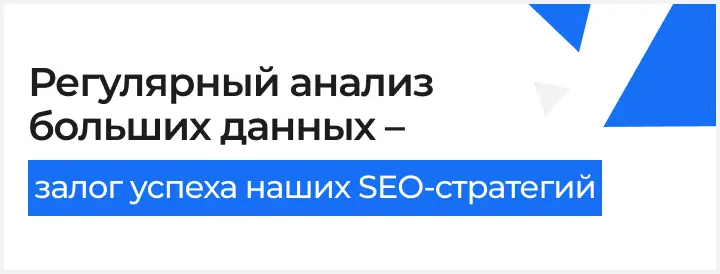 Регулярный анализ
больших данных –
залог успеха наших SEO-стратегий